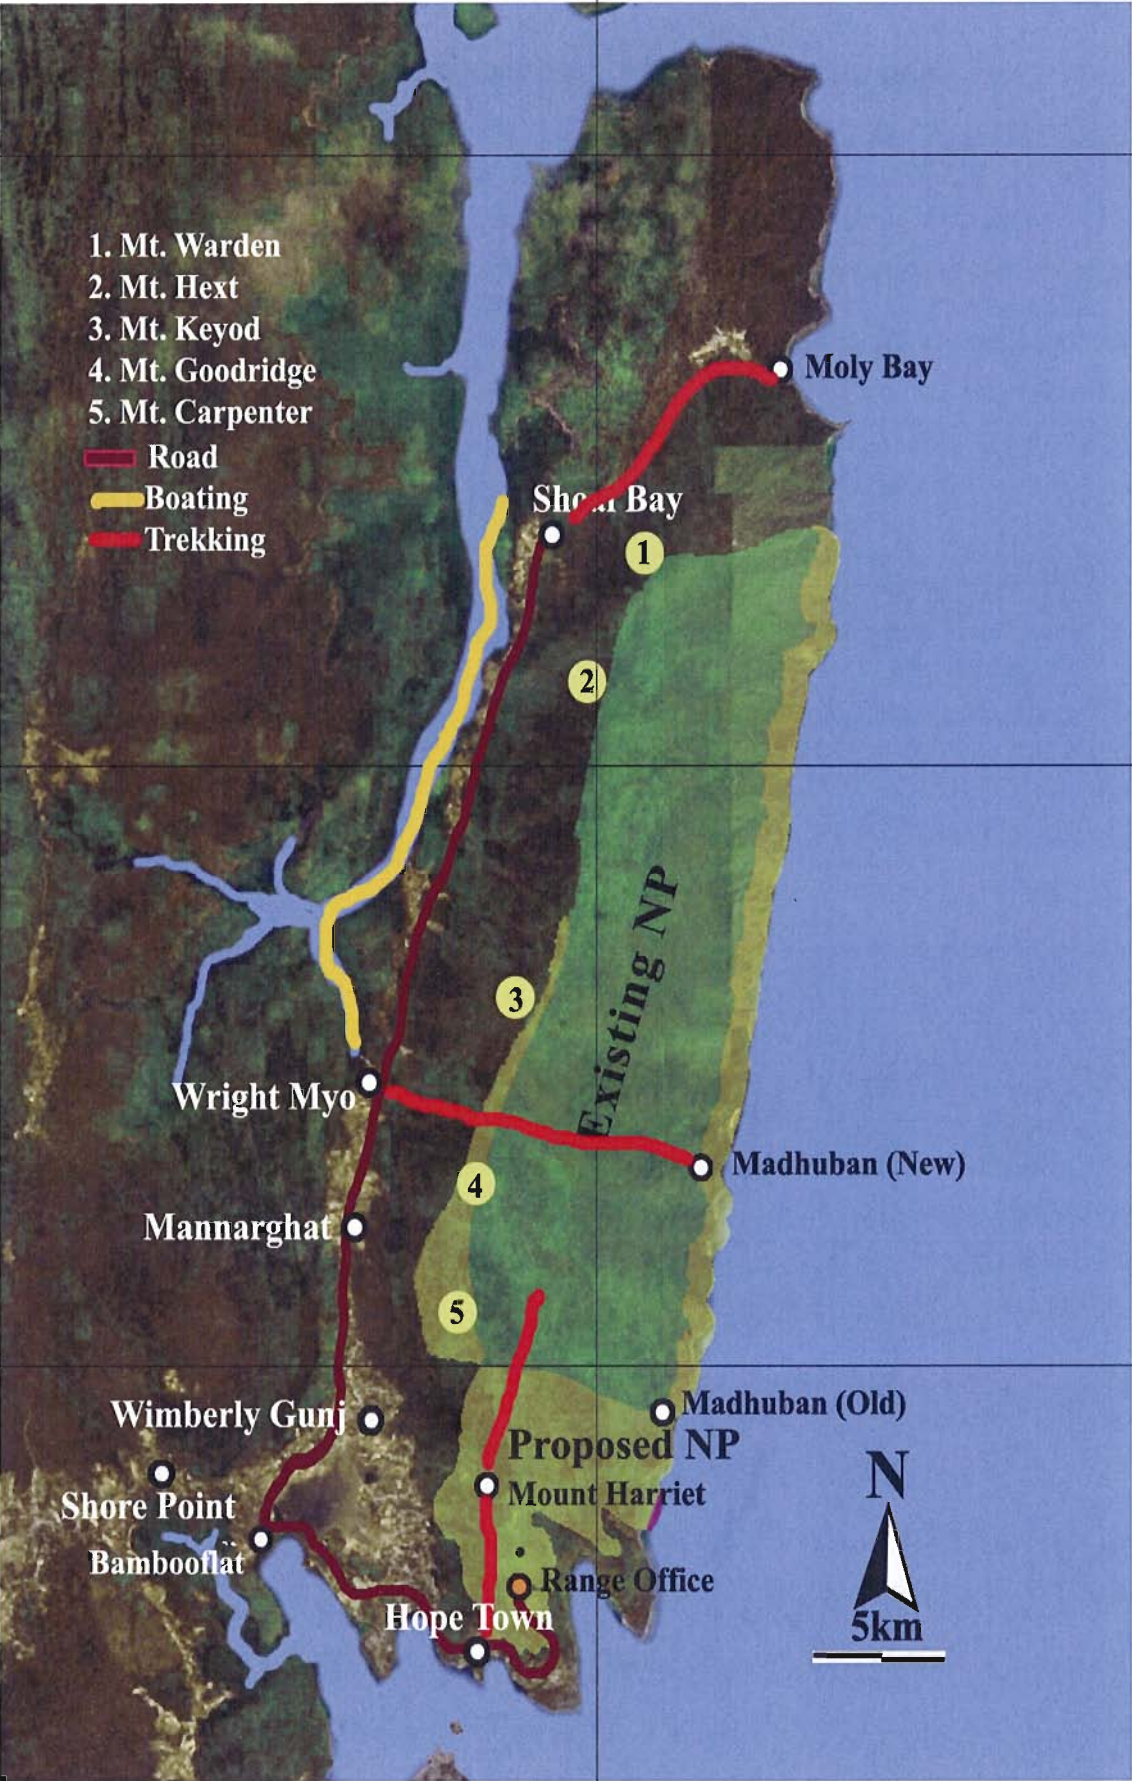 1. Mt. Warden
2. Mt. Hext
3. Mt. Keyod
4. Mt. Goodridge
5. Mt. Carpenter
Road
Boating
Trekking
Moly Bay
Shoal Bay
1
2
Existing NP
3
Wright Myo
Madhuban (New)
4
Mannarghat
5
Madhuban (Old)
Wimberly Gunj
Proposed NP
N
Mount Harriet
Shore Point
Bambooflat
Range Office
Hope Town
5km